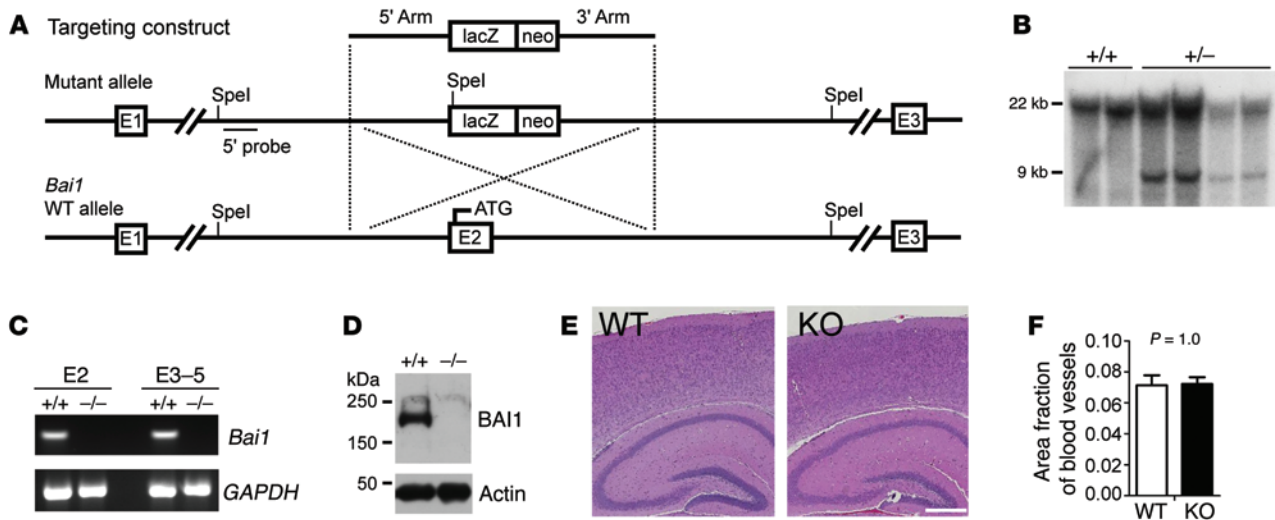 A Targeting construct
5' Arm
3' Arm
lacZ neo
Mutant allele
SpeI
SpeI
SpeI
E1
lacZ neo
E3
5' probe
Bai1
WT allele
SpeI
ATG
SpeI
E1
E2
E3
B
+/+ +/–
22 kb
9 kb
C
E2 E3–5
+/+ –/– +/+ –/–
Bai1
GAPDH
D
+/+ –/–
kDa
250
BAI1
150
50
Actin
E WT KO
F
P = 1.0
0.10
0.08
0.06
0.04
0.02
0.00
Area fraction
of blood vessels
WT KO